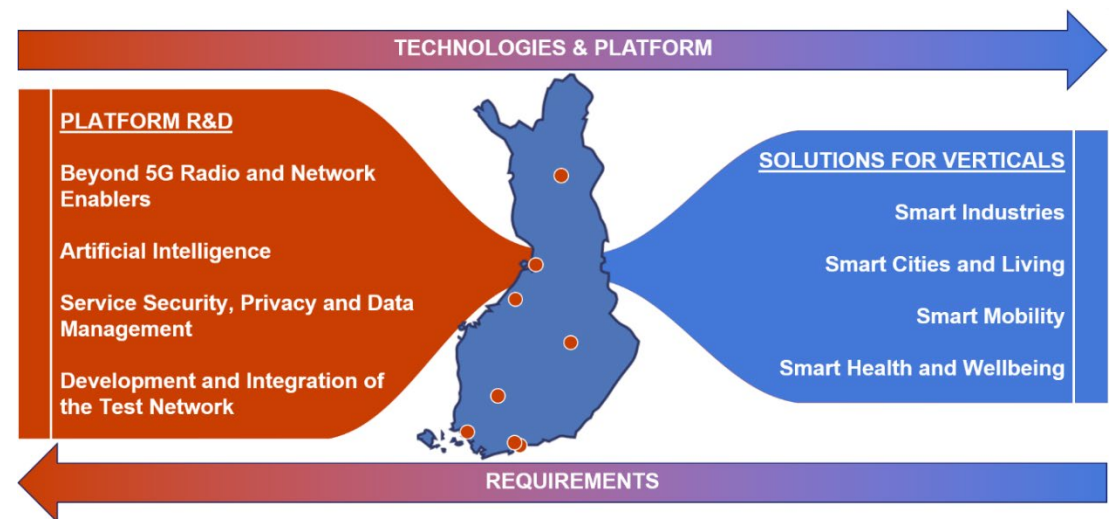 TECHNOLOGIES & PLATFORM
PLATFORM R&D
Beyond 5G Radio and Network
Enablers
Artificial Intelligence
Service Security, Privacy and Data
Management
Development and Integration of
the Test Network
SOLUTIONS FOR VERTICALS
Smart Industries
Smart Cities and Living
Smart Mobility
Smart Health and Wellbeing
REQUIREMENTS